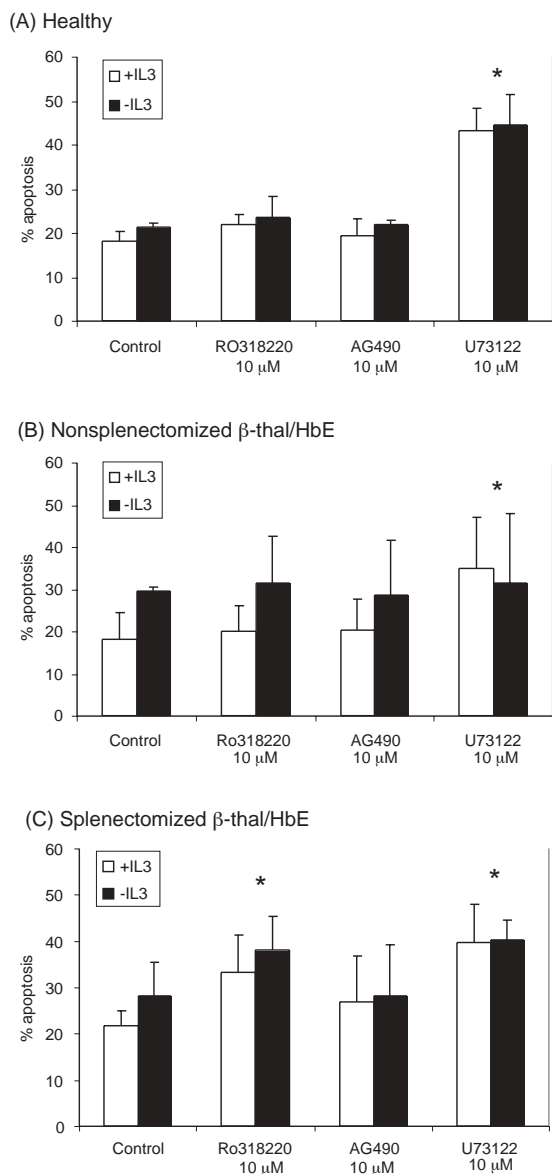 (A) Healthy
60
50
40
30
20
10
0
% apoptosis
+IL3
-IL3
*
Control RO318220 AG490 U73122
10 μM 10 μM 10 μM
(B) Nonsplenectomized β-thal/HbE
60
50
40
30
20
10
0
% apoptosis
+IL3
-IL3
*
Control Ro318220 AG490 U73122
10 μM 10 μM 10 μM
(C) Splenectomized β-thal/HbE
60
50
40
30
20
10
0
% apoptosis
+IL3
-IL3
* *
Control Ro318220 AG490 U73122
10 μM 10 μM 10 μM